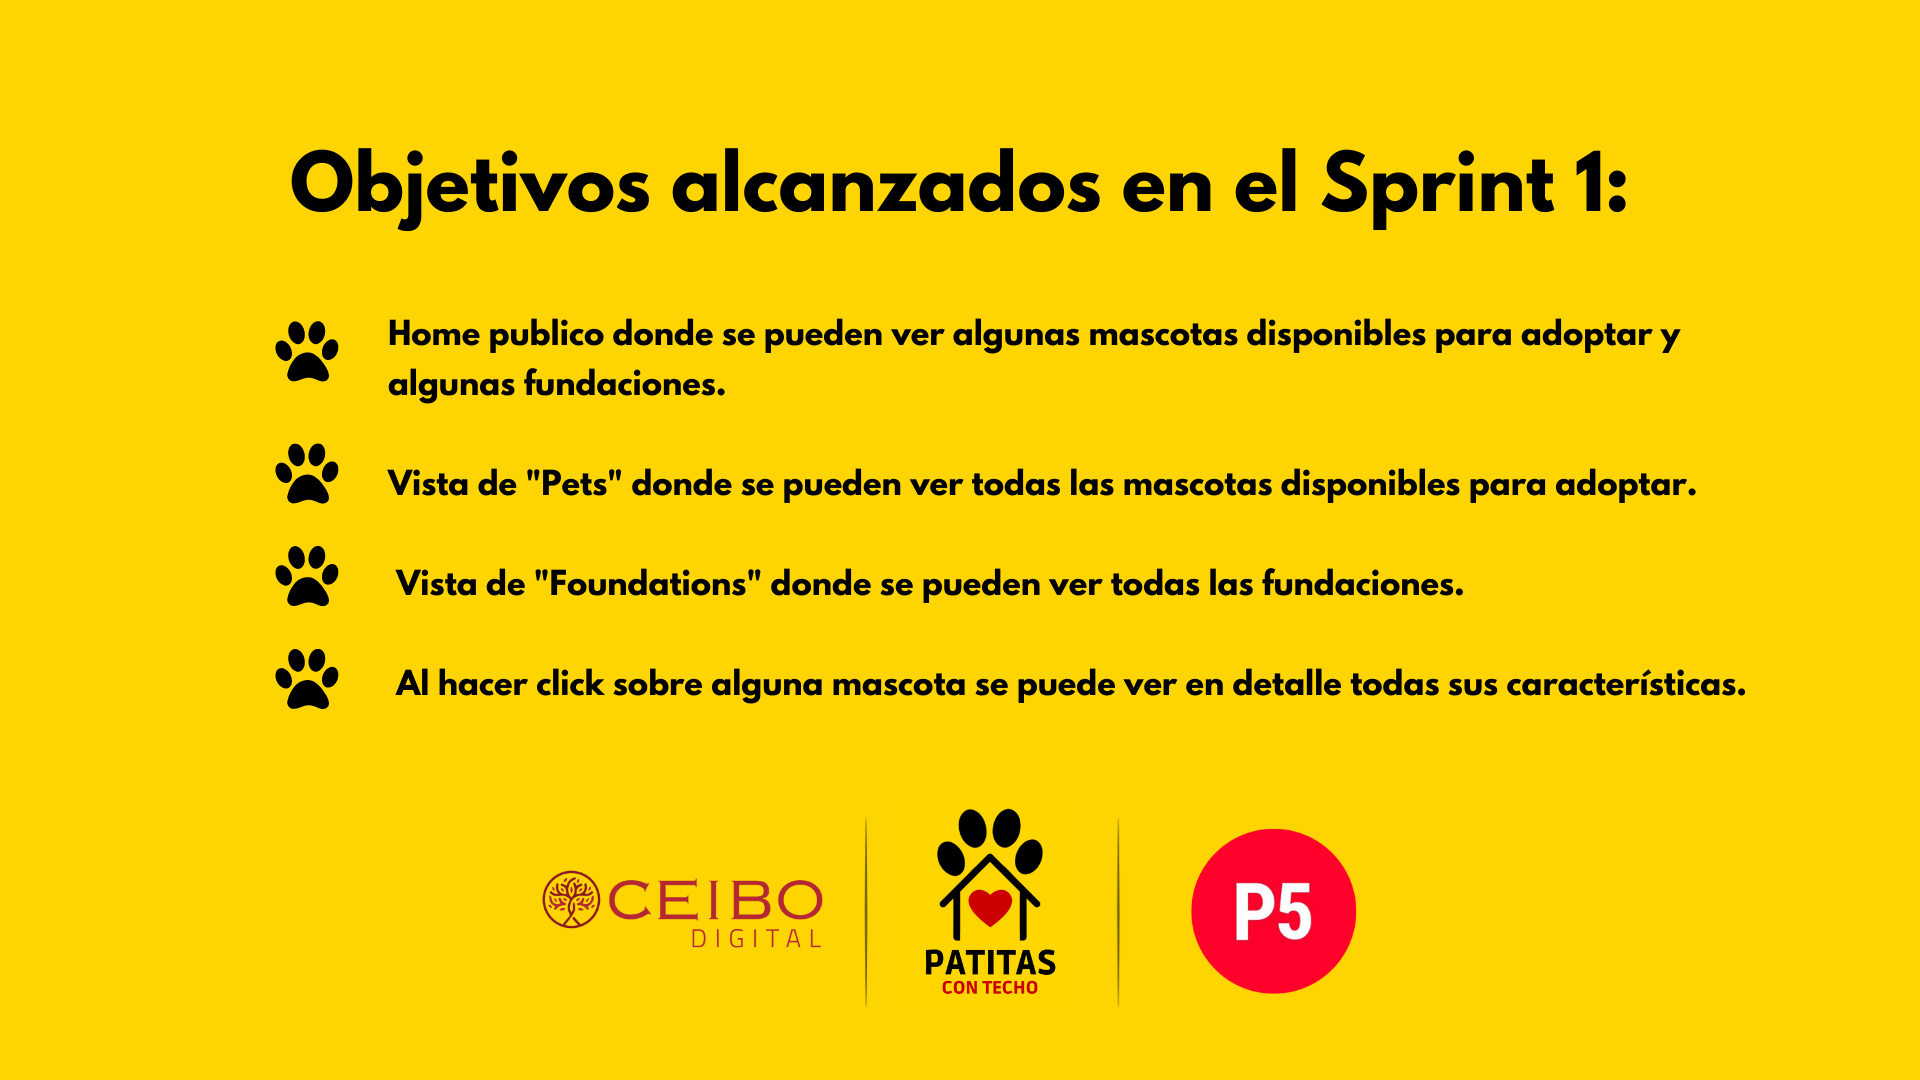 Objetivos alcanzados en el Sprint 1:
Home publico donde se pueden ver algunas mascotas disponibles para adoptar y
algunas fundaciones.
Vista de "Pets" donde se pueden ver todas las mascotas disponibles para adoptar.
Vista de "Foundations" donde se pueden ver todas las fundaciones.
Al hacer click sobre alguna mascota se puede ver en detalle todas sus características.
CEIBO
DIGITAL
PATITAS
CON TECHO
P5